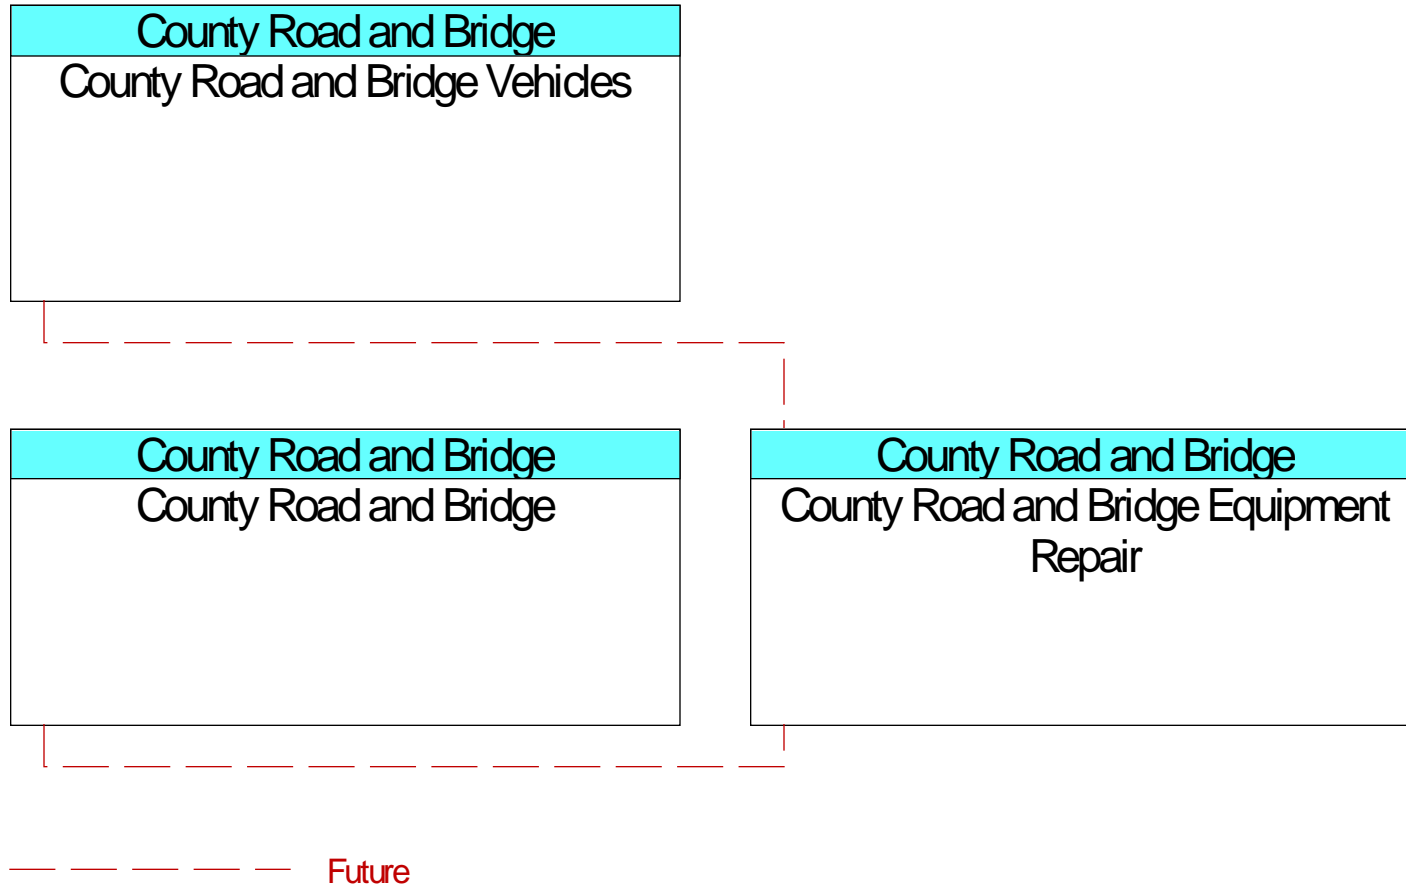 County Road and Bridge
County Road and Bridge Vehicles
County Road and Bridge
County Road and Bridge
County Road and Bridge
County Road and Bridge Equipment
Repair
Future